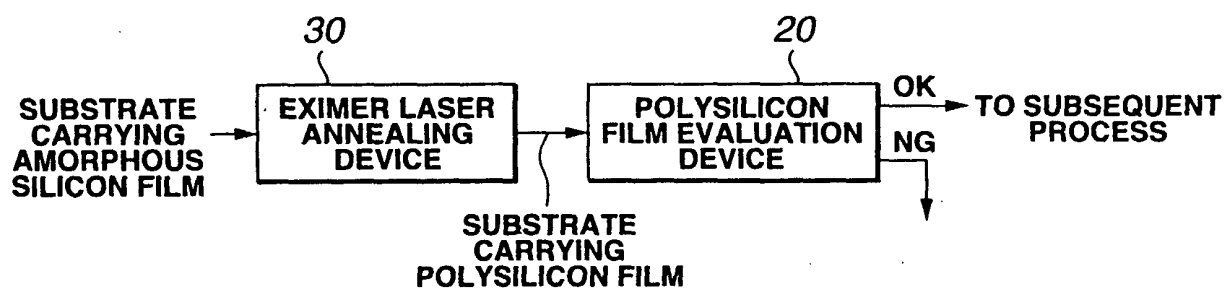 30
20
SUBSTRATE
CARRYING
AMORPHOUS
SILICON FILM
EXIMER LASER
ANNEALING
DEVICE
POLYSILICON
FILM EVALUATION
DEVICE
OK
TO SUBSEQUENT
PROCESS
NG
SUBSTRATE
CARRYING
POLYSILICON FILM